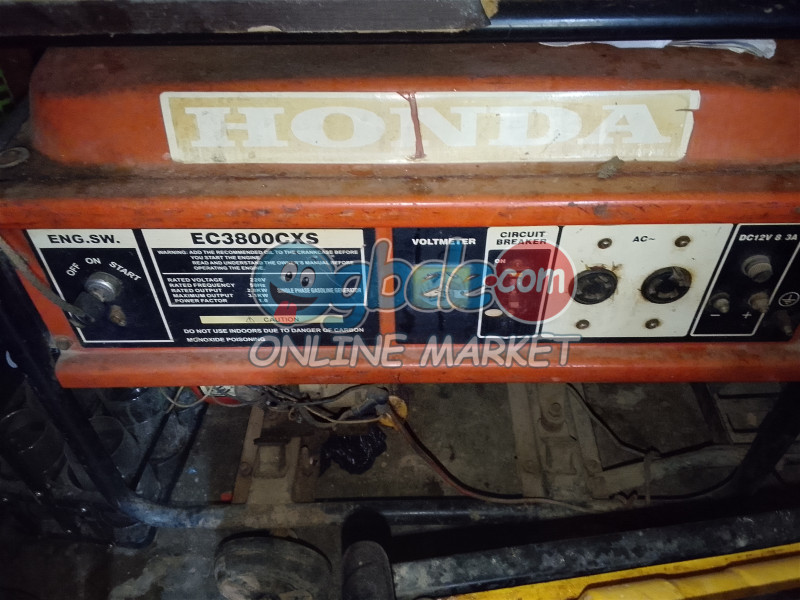 HONDA
ENG.SW.
OFF
ON
START
EC3800CXS
WARNING: ADD THE RECOMMENDED OIL TO THE CRANKCASE BEFORE
YOU START THE ENGINE
READ AND UNDERSTAND THE OWNER'S MANUAL BEFORE
OPERATING THE ENGINE.
RATED VOLTAGE 220V
RATED FREQUENCY
RATED OUTPUT
MAXIMUM OUTPUT
POWER FACTOR
SINGLE PHASE GASOLINE GENERATOR
CAUTION
DO NOT USE INDOORS DUE TO DANGER OF CARBON
MONOXIDE POISONING
VOLTMETER
CIRCUIT
BREAKER
ON
AC~
DC12V 8.3A
- +
gbde.com
ONLINE MARKET